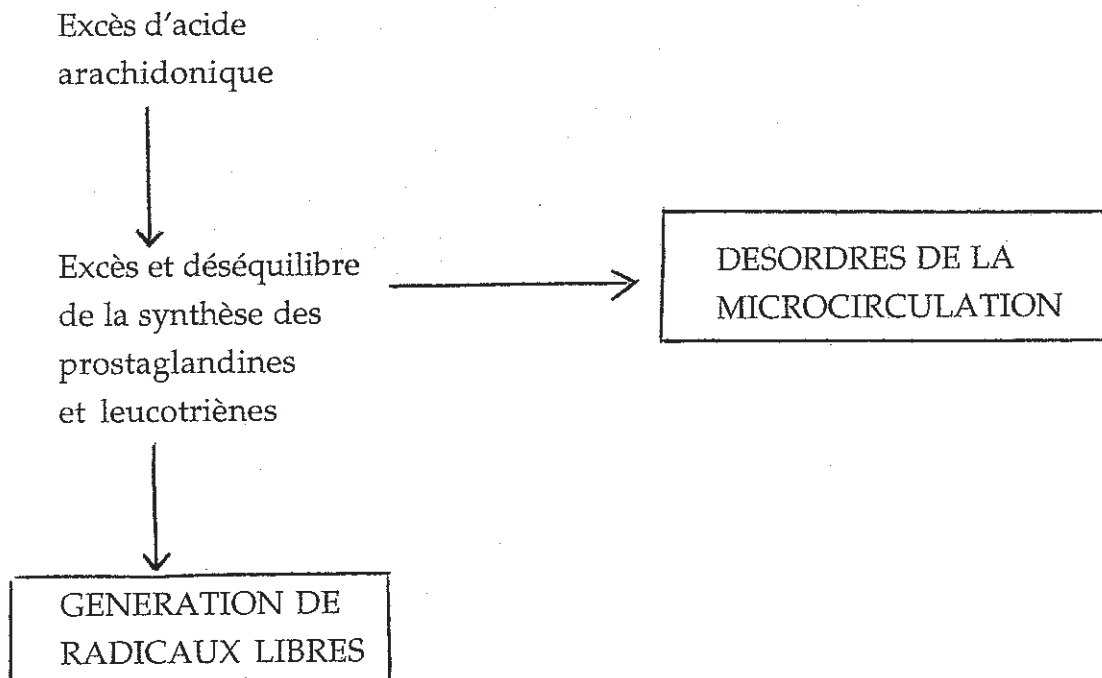 Excès d'acide
arachidonique
Excès et déséquilibre
de la synthèse des
prostaglandines
et leucotriènes
DESORDRES DE LA
MICROCIRCULATION
GENERATION DE
RADICAUX LIBRES